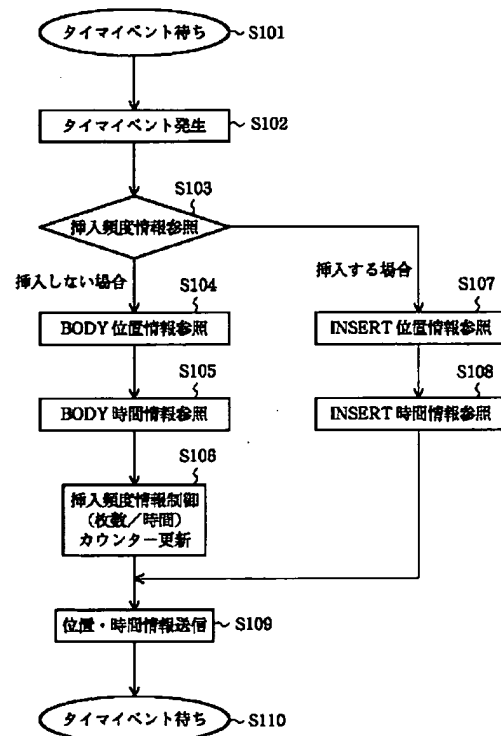 タイマイベント待ち S101
タイマイベント発生 S102
S103
挿入頻度情報参照
挿入しない場合
挿入する場合
S104
BODY 位置情報参照
S107
INSERT 位置情報参照
S105
BODY 時間情報参照
S108
INSERT 時間情報参照
S106
挿入頻度情報制御
(枚数/時間)
カウンター更新
位置・時間情報送信 S109
タイマイベント待ち S110